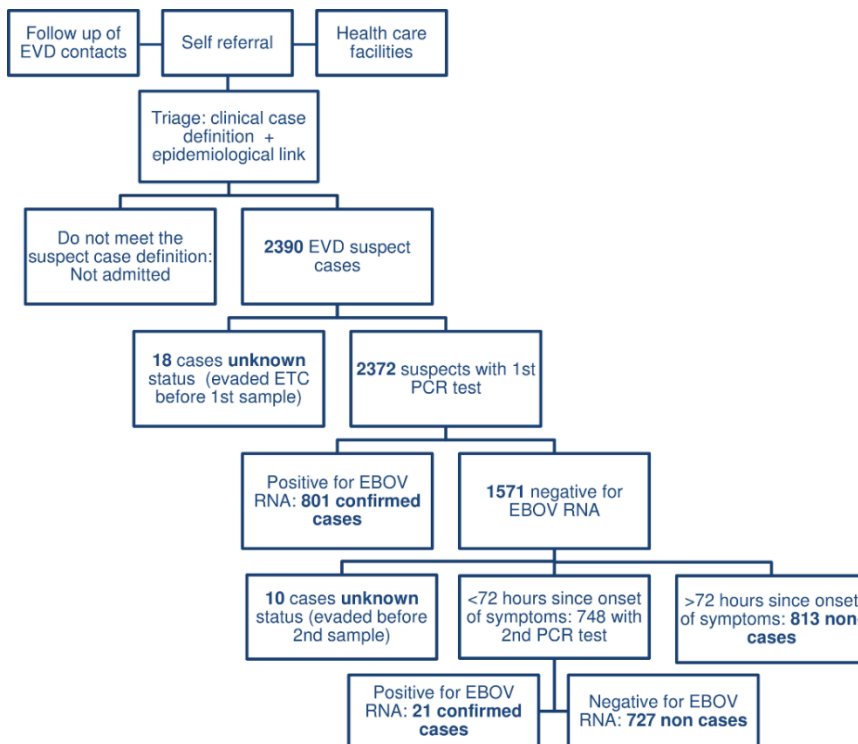 Follow up of
EVD contacts
Self referral
Health care
facilities
Triage: clinical case
definition +
epidemiological link
Do not meet the
suspect case definition:
Not admitted
2390 EVD suspect
cases
18 cases unknown
status (evaded ETC
before 1st sample)
2372 suspects with 1st
PCR test
Positive for EBOV
RNA: 801 confirmed
cases
1571 negative for
EBOV RNA
10 cases unknown
status (evaded before
2nd sample)
<72 hours since onset
of symptoms: 748 with
2nd PCR test
>72 hours since onset
of symptoms: 813 non-
cases
Positive for EBOV
RNA: 21 confirmed
cases
Negative for EBOV
RNA: 727 non cases